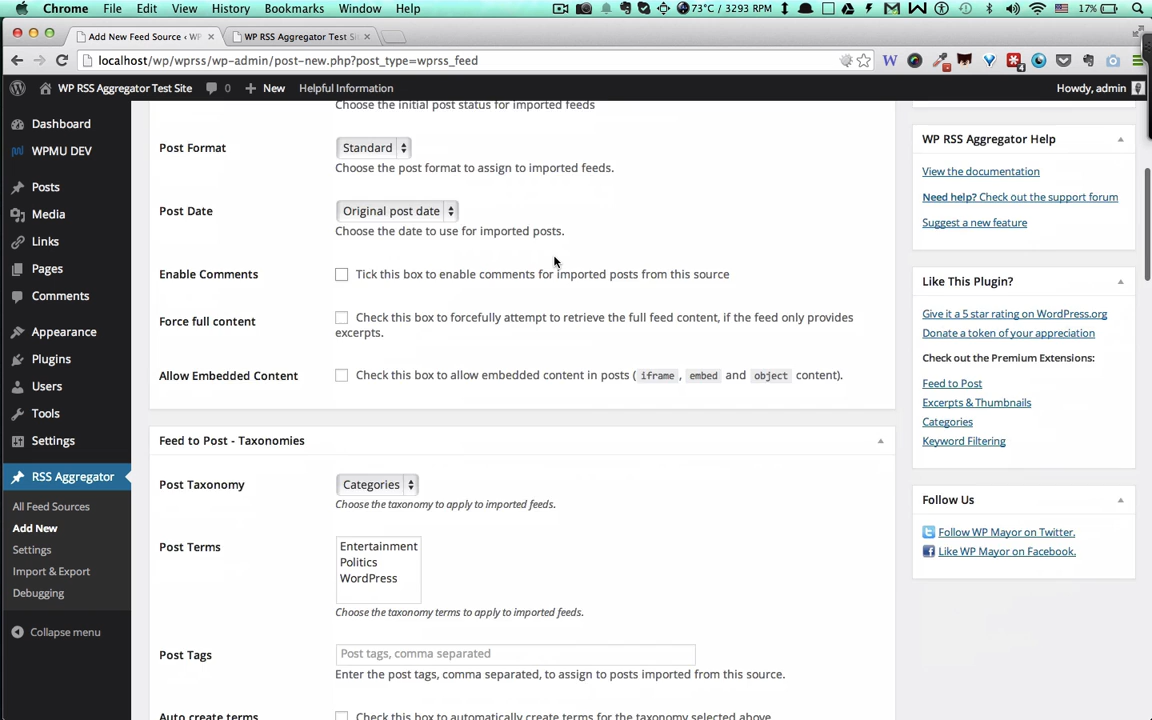 Chrome File Edit View History Bookmarks Window Help 73°C / 3293 RPM 17%
Add New Feed Source ‹ W × WP RSS Aggregator Test Sit ×
localhost/wp/wprss/wp-admin/post-new.php?post_type=wprss_feed
WP RSS Aggregator Test Site 0 + New Helpful Information Howdy, admin
Dashboard
WPMU DEV
Posts
Media
Links
Pages
Comments
Appearance
Plugins
Users
Tools
Settings
RSS Aggregator
All Feed Sources
Add New
Settings
Import & Export
Debugging
Collapse menu
Choose the initial post status for imported feeds
Post Format Standard
Choose the post format to assign to imported feeds.
Post Date Original post date
Choose the date to use for imported posts.
Enable Comments Tick this box to enable comments for imported posts from this source
Force full content Check this box to forcefully attempt to retrieve the full feed content, if the feed only provides
excerpts.
Allow Embedded Content Check this box to allow embedded content in posts ( iframe , embed and object content).
Feed to Post - Taxonomies
Post Taxonomy Categories
Choose the taxonomy to apply to imported feeds.
Post Terms Entertainment
Politics
WordPress
Choose the taxonomy terms to apply to imported feeds.
Post Tags Post tags, comma separated
Enter the post tags, comma separated, to assign to posts imported from this source.
Auto create terms Check this box to automatically create terms for the taxonomy selected above
WP RSS Aggregator Help
View the documentation
Need help? Check out the support forum
Suggest a new feature
Like This Plugin?
Give it a 5 star rating on WordPress.org
Donate a token of your appreciation
Check out the Premium Extensions:
Feed to Post
Excerpts & Thumbnails
Categories
Keyword Filtering
Follow Us
Follow WP Mayor on Twitter.
Like WP Mayor on Facebook.